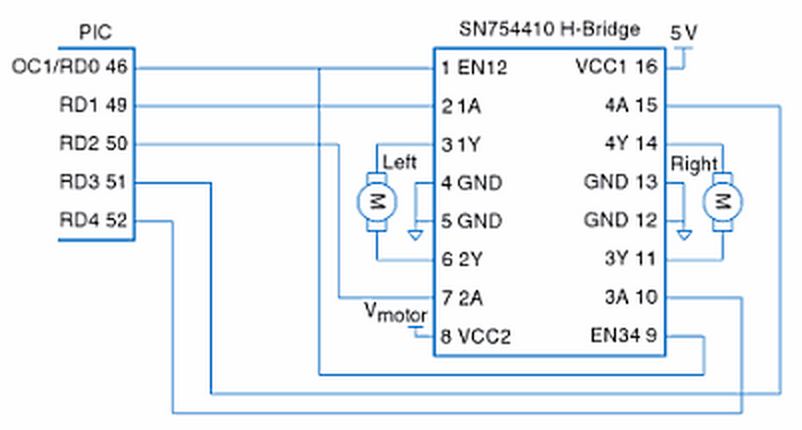 PIC
OC1/RD0 46
RD1 49
RD2 50
RD3 51
RD4 52
SN754410 H-Bridge
5V
1 EN12
VCC1 16
2 1A
4A 15
3 1Y
4Y 14
Left
Right
4 GND
GND 13
M
M
5 GND
GND 12
6 2Y
3Y 11
7 2A
3A 10
Vmotor
8 VCC2
EN34 9